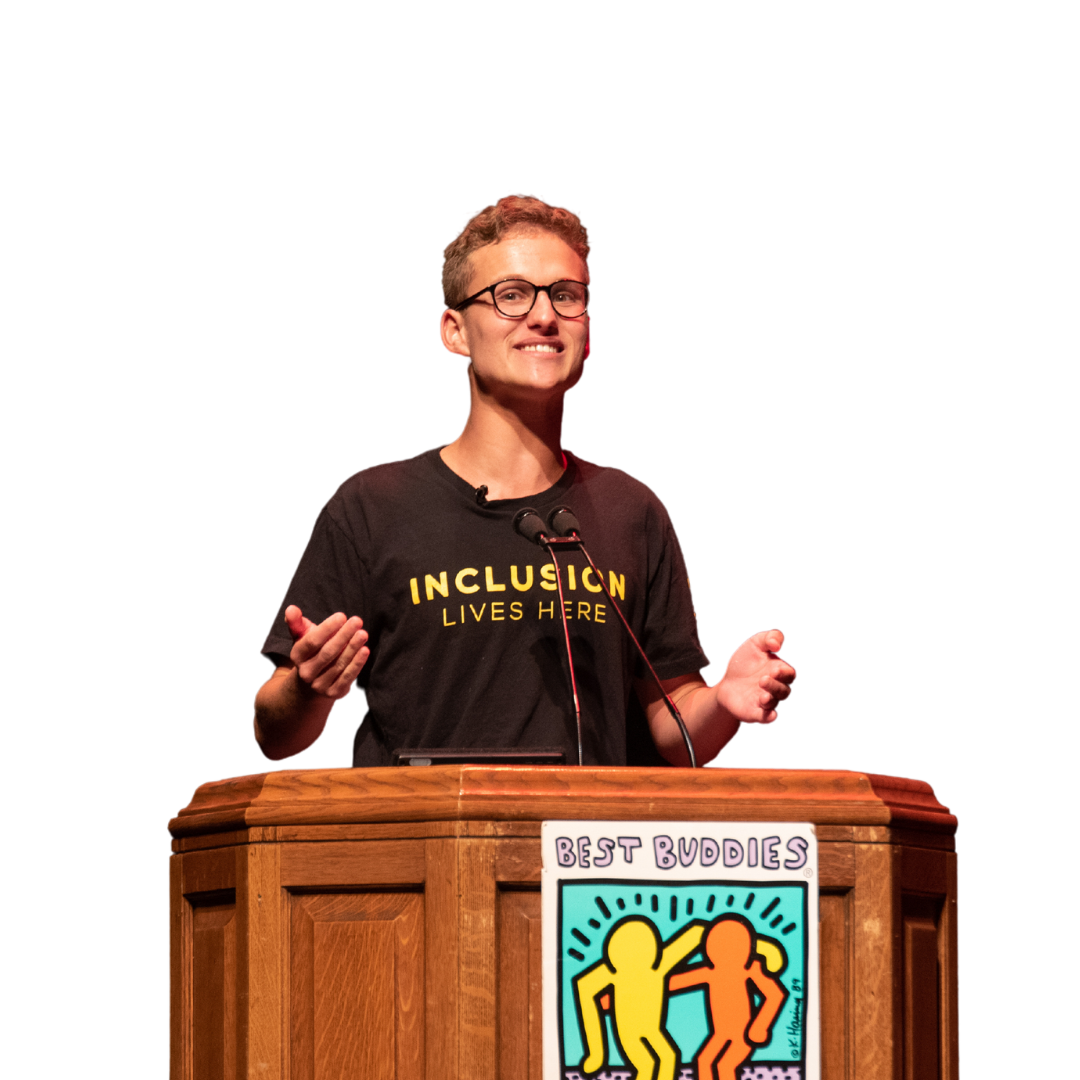 INCLUSION
LIVES HERE
BEST BUDDIES
®
© K. Haring 89